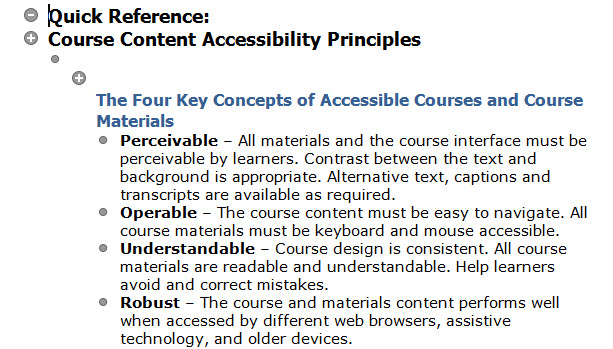 Quick Reference:
Course Content Accessibility Principles
The Four Key Concepts of Accessible Courses and Course
Materials
Perceivable – All materials and the course interface must be
perceivable by learners. Contrast between the text and
background is appropriate. Alternative text, captions and
transcripts are available as required.
Operable – The course content must be easy to navigate. All
course materials must be keyboard and mouse accessible.
Understandable – Course design is consistent. All course
materials are readable and understandable. Help learners
avoid and correct mistakes.
Robust – The course and materials content performs well
when accessed by different web browsers, assistive
technology, and older devices.